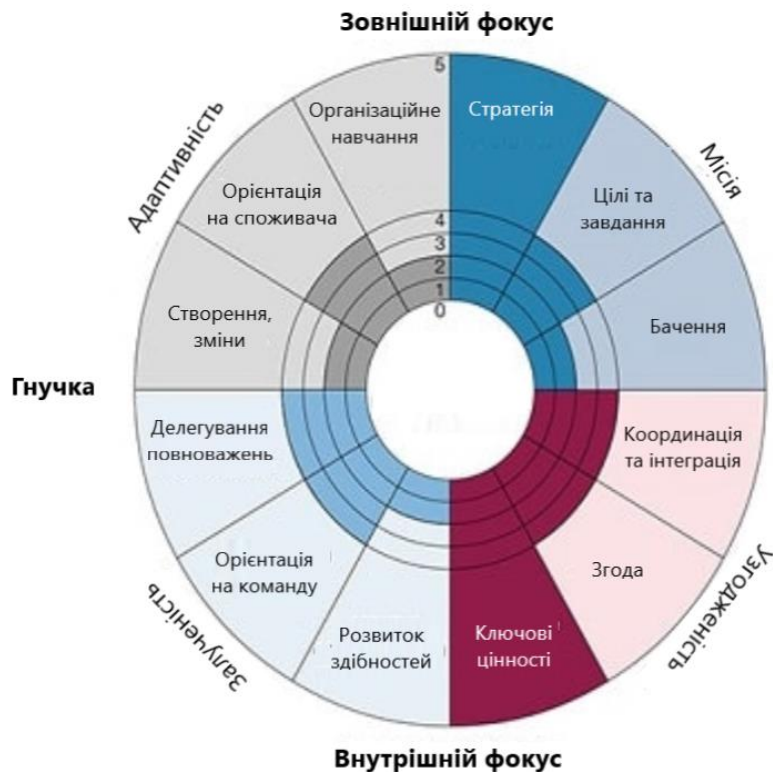 Зовнішній фокус
5
Організаційне
навчання
Стратегія
Адаптивність
Місія
Орієнтація
на споживача
Цілі та
завдання
4
3
2
1
0
Створення,
зміни
Бачення
Гнучка
Делегування
повноважень
Координація
та інтеграція
Орієнтація
на команду
Згода
Залученість
Узгодженість
Розвиток
здібностей
Ключові
цінності
Внутрішній фокус